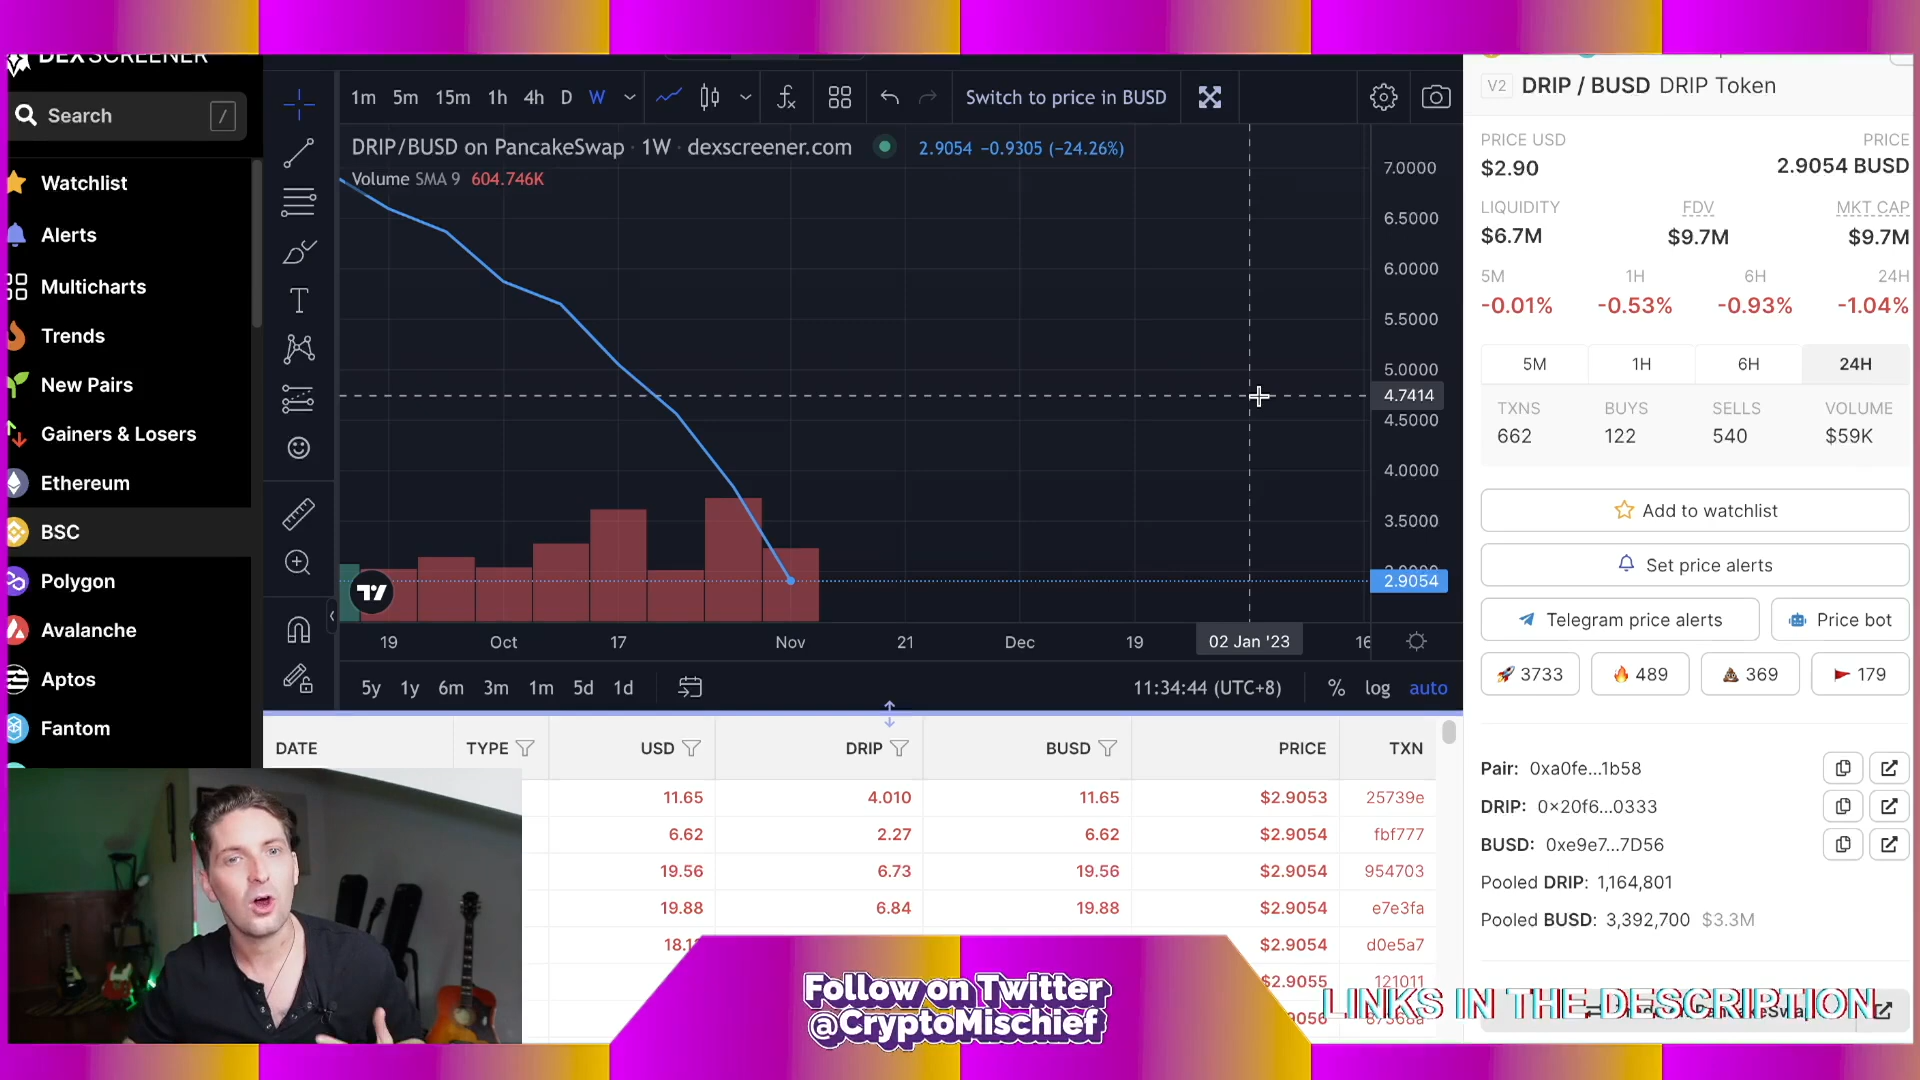 DEX SCREENER
Search /
Watchlist
Alerts
Multicharts
Trends
New Pairs
Gainers & Losers
Ethereum
BSC
Polygon
Avalanche
Aptos
Fantom
1m 5m 15m 1h 4h D W
Switch to price in BUSD
DRIP/BUSD on PancakeSwap · 1W · dexscreener.com 2.9054 −0.9305 (−24.26%)
Volume SMA 9 604.746K
7.0000
6.5000
6.0000
5.5000
5.0000
4.7414
4.5000
4.0000
3.5000
2.9054
19 Oct 17 Nov 21 Dec 19 02 Jan '23 16
5y 1y 6m 3m 1m 5d 1d
11:34:44 (UTC+8) % log auto
DATE TYPE USD DRIP BUSD PRICE TXN
11.65 4.010 11.65 $2.9053 25739e
6.62 2.27 6.62 $2.9054 fbf777
19.56 6.73 19.56 $2.9054 954703
19.88 6.84 19.88 $2.9054 e7e3fa
$2.9054 d0e5a7
$2.9055 121011
V2 DRIP / BUSD DRIP Token
PRICE USD PRICE
$2.90 2.9054 BUSD
LIQUIDITY FDV MKT CAP
$6.7M $9.7M $9.7M
5M 1H 6H 24H
-0.01% -0.53% -0.93% -1.04%
5M 1H 6H 24H
TXNS BUYS SELLS VOLUME
662 122 540 $59K
Add to watchlist
Set price alerts
Telegram price alerts Price bot
3733 489 369 179
Pair: 0xa0fe...1b58
DRIP: 0x20f6...0333
BUSD: 0xe9e7...7D56
Pooled DRIP: 1,164,801
Pooled BUSD: 3,392,700 $3.3M
Follow on Twitter
@CryptoMischief
LINKS IN THE DESCRIPTION